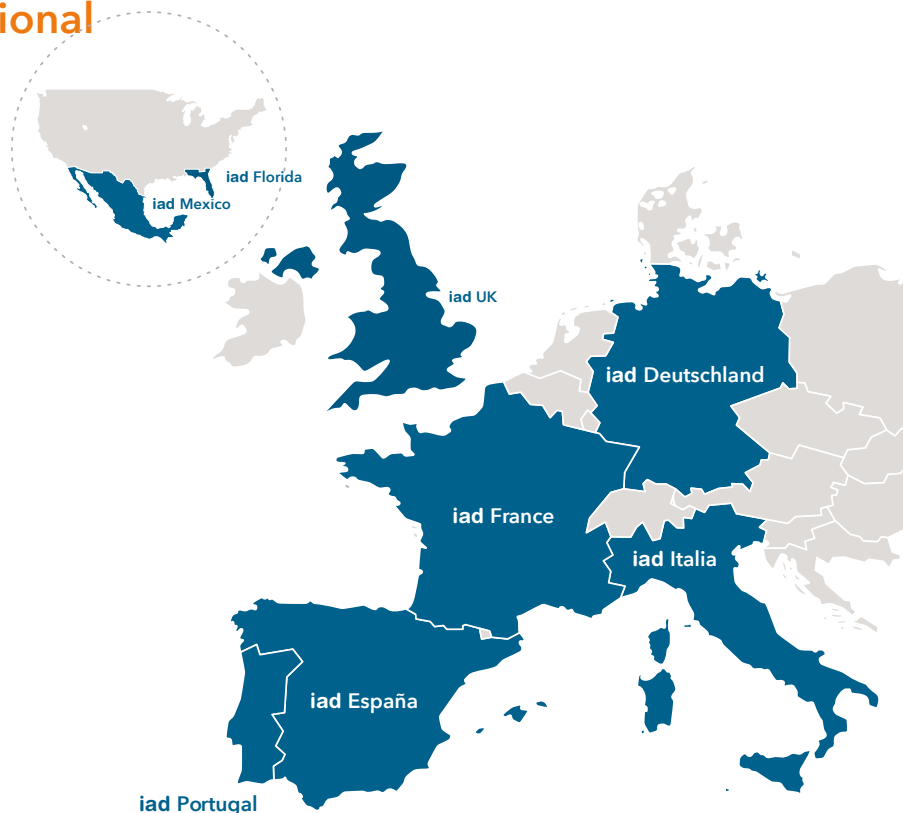 ional
iad Florida
iad Mexico
iad UK
iad Deutschland
iad France
iad Italia
iad España
iad Portugal